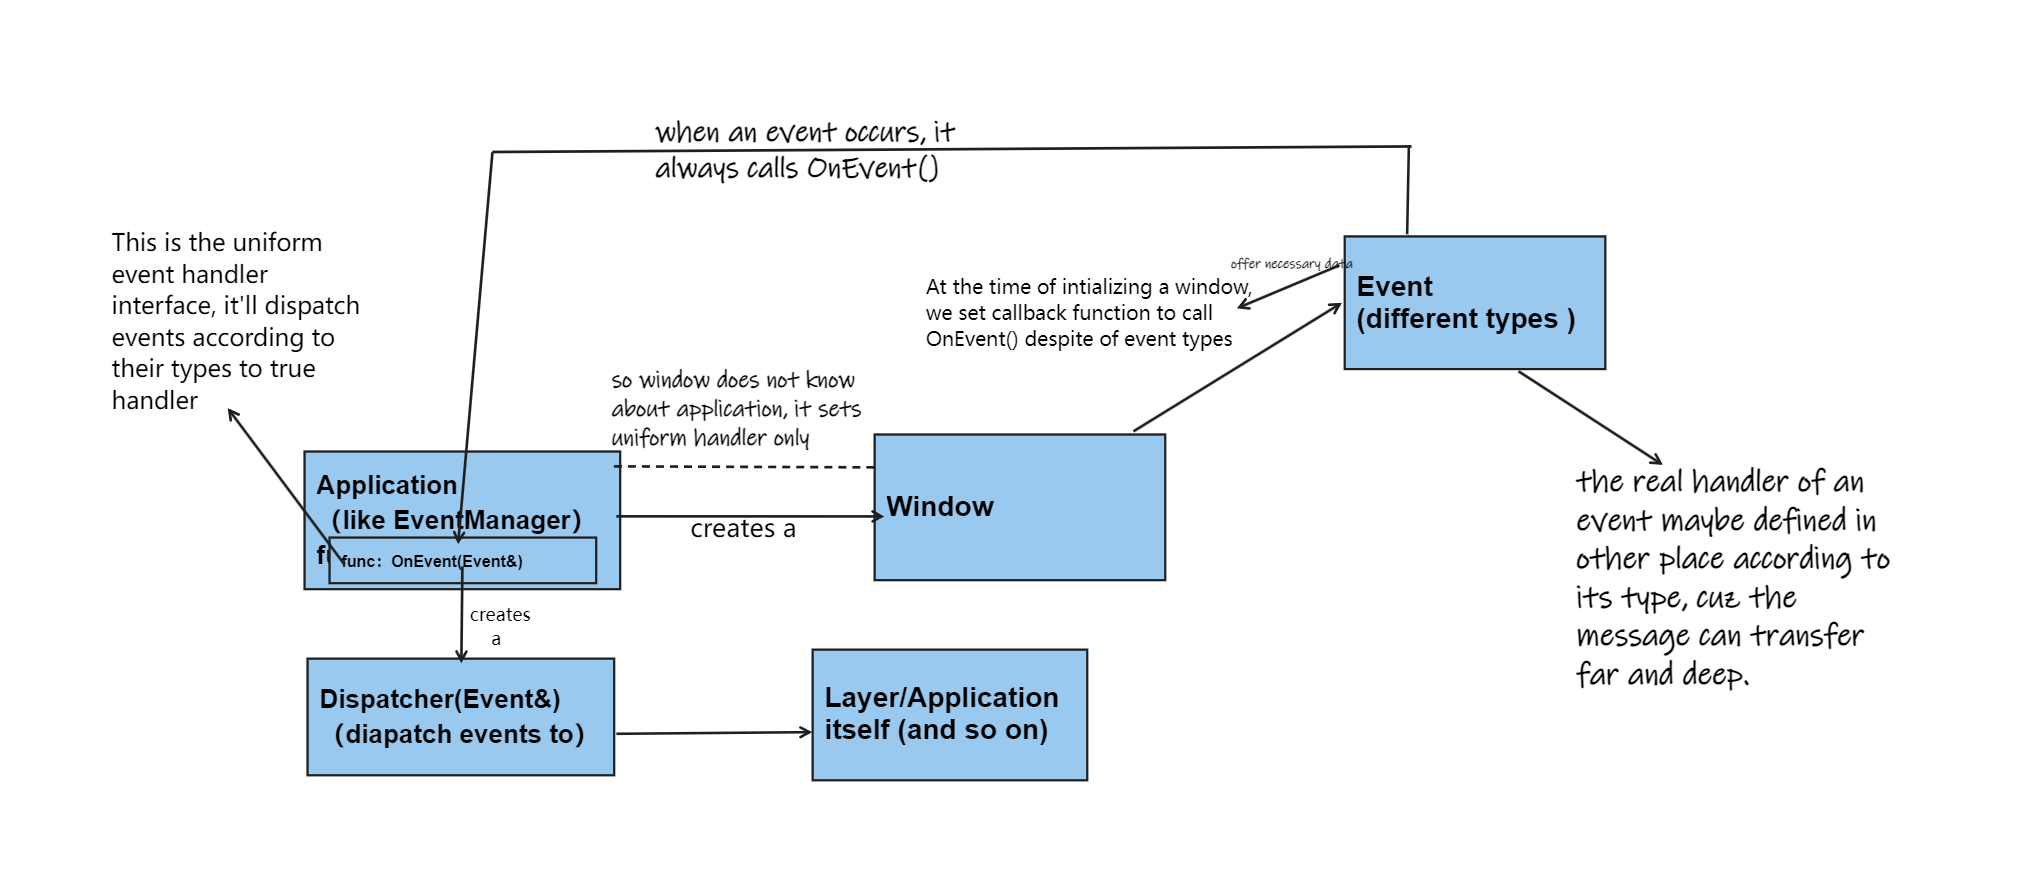 when an event occurs, it
always calls OnEvent()
This is the uniform
event handler
interface, it'll dispatch
events according to
their types to true
handler
offer necessary data
At the time of intializing a window,
we set callback function to call
OnEvent() despite of event types
Event
(different types )
so window does not know
about application, it sets
uniform handler only
Application
(like EventManager)
func: OnEvent(Event&)
creates a
Window
the real handler of an
event maybe defined in
other place according to
its type, cuz the
message can transfer
far and deep.
creates
a
Dispatcher(Event&)
(diapatch events to)
Layer/Application
itself (and so on)